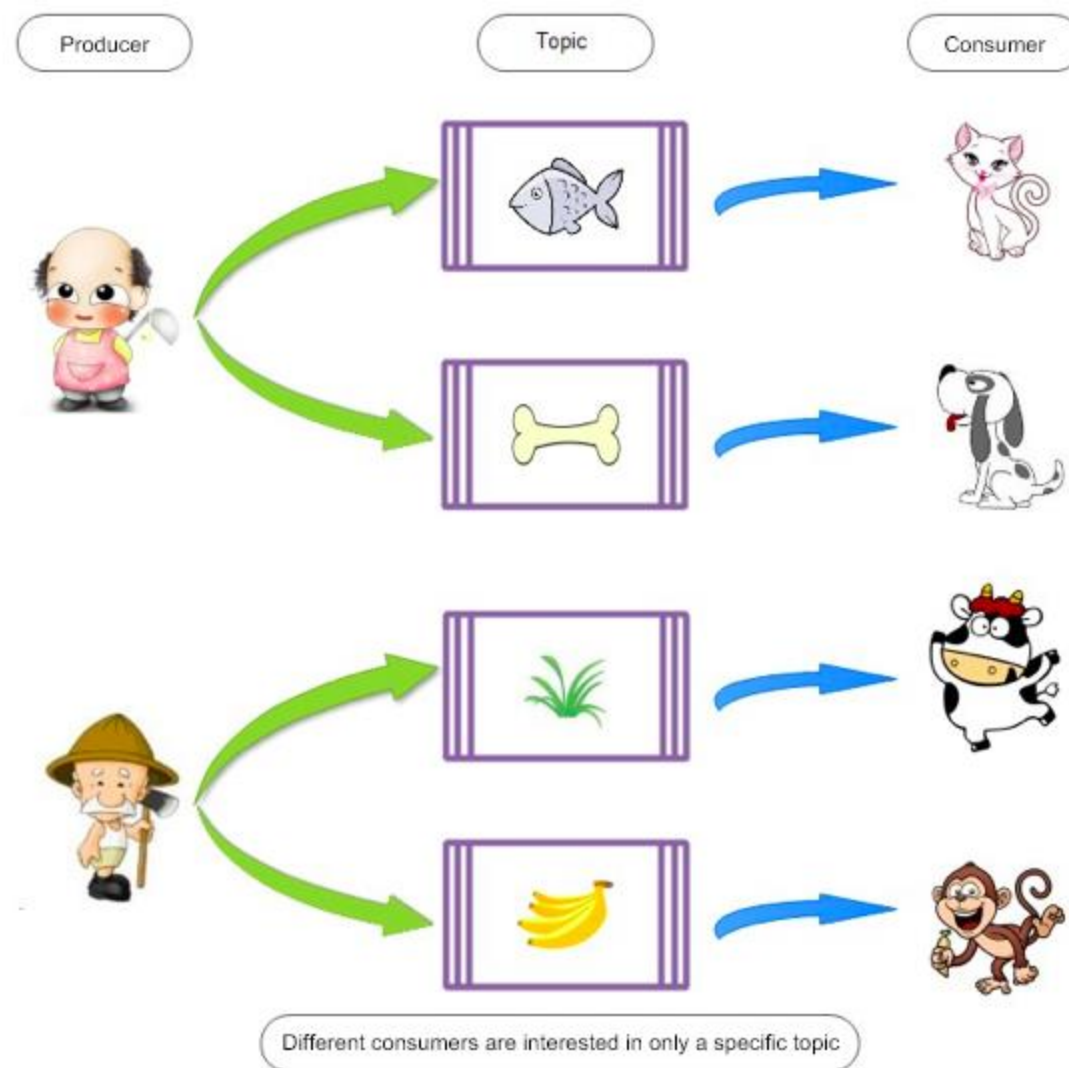 Producer
Topic
Consumer
Different consumers are interested in only a specific topic